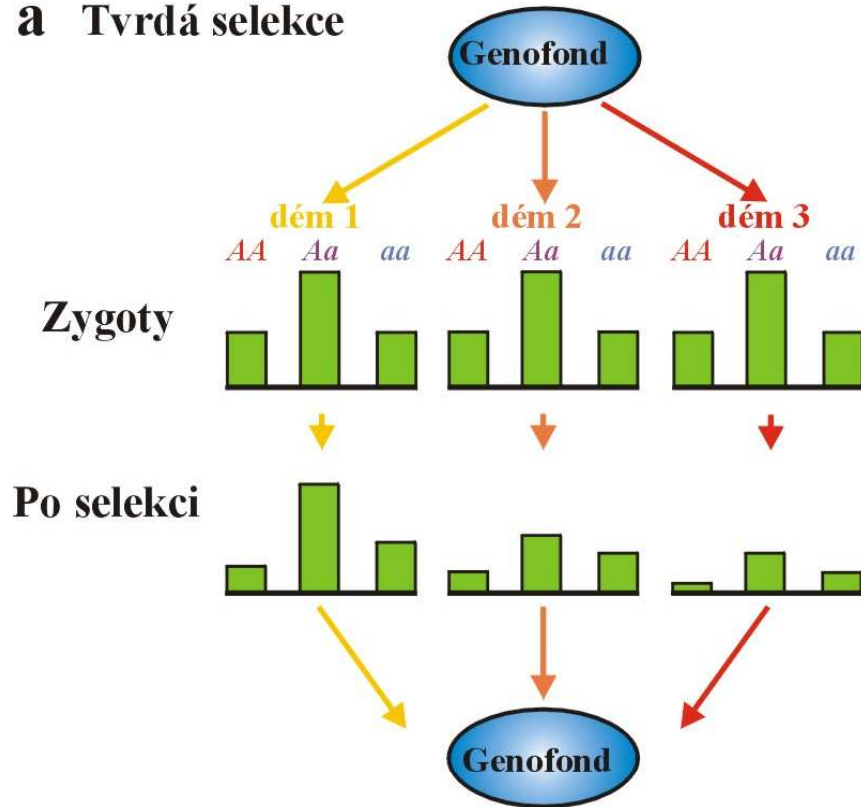 a Tvrdá selekce
Genofond
dém 1 dém 2 dém 3
AA Aa aa AA Aa aa AA Aa aa
Zygoty
Po selekci
Genofond